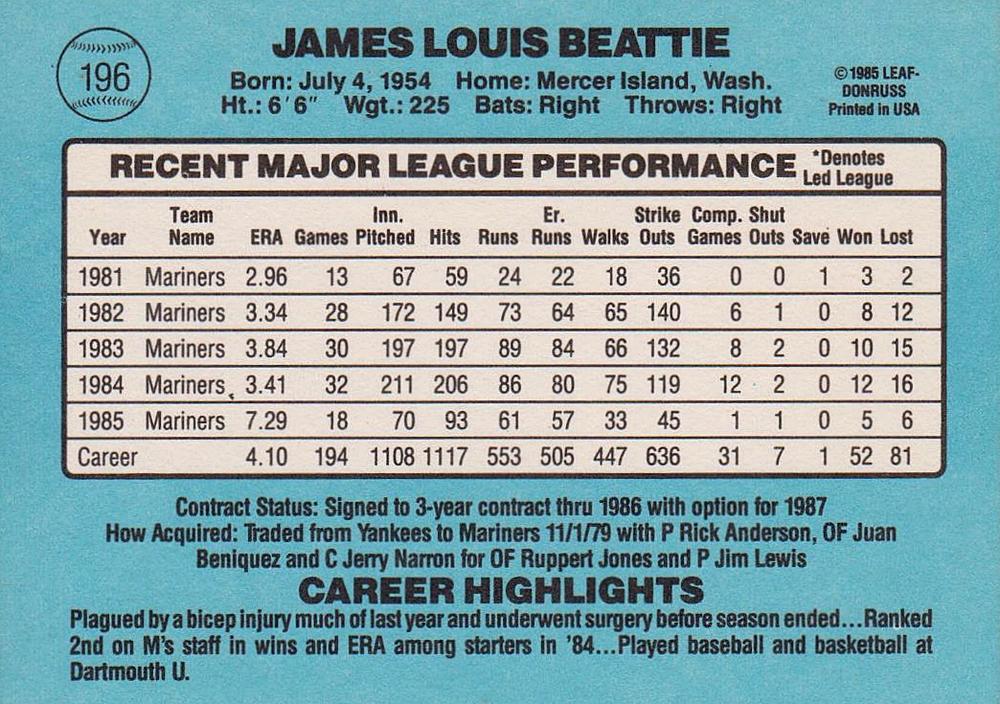 196
JAMES LOUIS BEATTIE
Born: July 4, 1954 Home: Mercer Island, Wash.
Ht.: 6'6" Wgt.: 225 Bats: Right Throws: Right
©1985 LEAF-
DONRUSS
Printed in USA
RECENT MAJOR LEAGUE PERFORMANCE
*Denotes
Led League
Year Team Name ERA Games Inn. Pitched Hits Runs Er. Runs Walks Strike Outs Comp. Games Shut Outs Save Won Lost
1981 Mariners 2.96 13 67 59 24 22 18 36 0 0 1 3 2
1982 Mariners 3.34 28 172 149 73 64 65 140 6 1 0 8 12
1983 Mariners 3.84 30 197 197 89 84 66 132 8 2 0 10 15
1984 Mariners 3.41 32 211 206 86 80 75 119 12 2 0 12 16
1985 Mariners 7.29 18 70 93 61 57 33 45 1 1 0 5 6
Career 4.10 194 1108 1117 553 505 447 636 31 7 1 52 81
Contract Status: Signed to 3-year contract thru 1986 with option for 1987
How Acquired: Traded from Yankees to Mariners 11/1/79 with P Rick Anderson, OF Juan
Beniquez and C Jerry Narron for OF Ruppert Jones and P Jim Lewis
CAREER HIGHLIGHTS
Plagued by a bicep injury much of last year and underwent surgery before season ended...Ranked
2nd on M's staff in wins and ERA among starters in '84...Played baseball and basketball at
Dartmouth U.